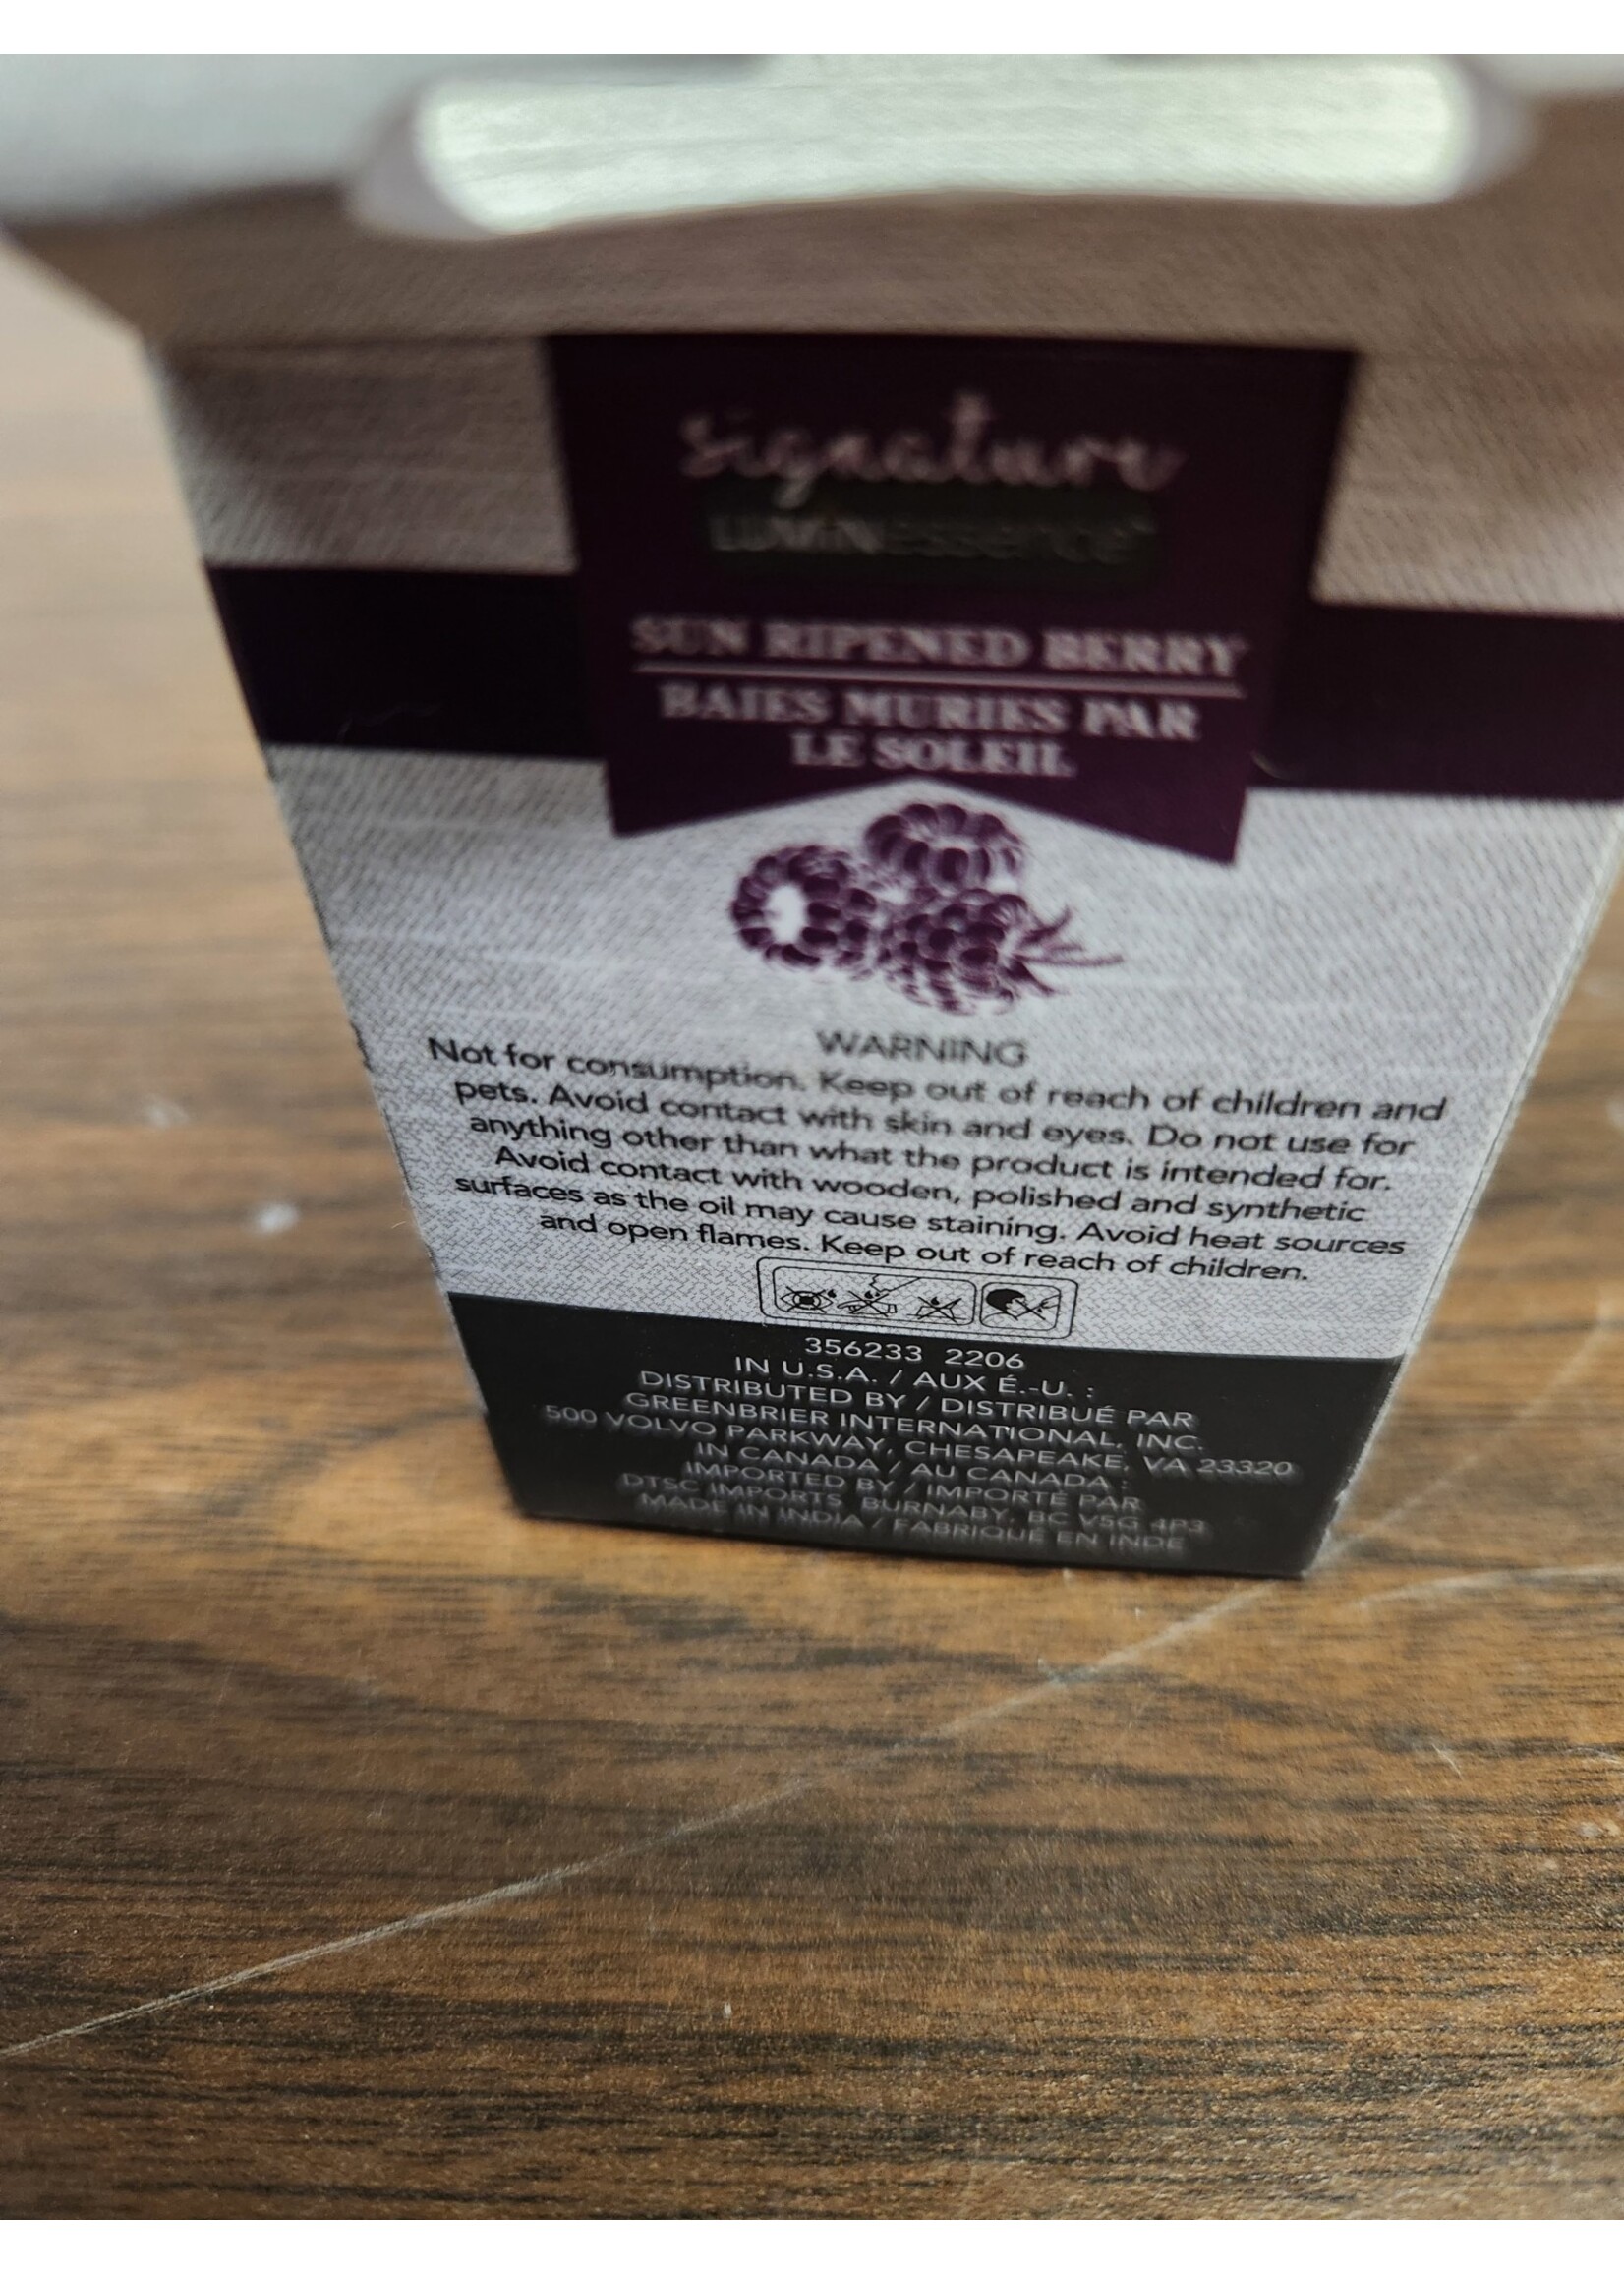 signature
LUMINessence
SUN RIPENED BERRY
BAIES MURIES PAR
LE SOLEIL
WARNING
Not for consumption. Keep out of reach of children and
pets. Avoid contact with skin and eyes. Do not use for
anything other than what the product is intended for.
Avoid contact with wooden, polished and synthetic
surfaces as the oil may cause staining. Avoid heat sources
and open flames. Keep out of reach of children.
356233 2206
IN U.S.A. / AUX É.-U. :
DISTRIBUTED BY / DISTRIBUÉ PAR
GREENBRIER INTERNATIONAL, INC.
500 VOLVO PARKWAY, CHESAPEAKE, VA 23320
IN CANADA / AU CANADA :
IMPORTED BY / IMPORTÉ PAR
DTSC IMPORTS, BURNABY, BC V5G 4P3
MADE IN INDIA / FABRIQUÉ EN INDE